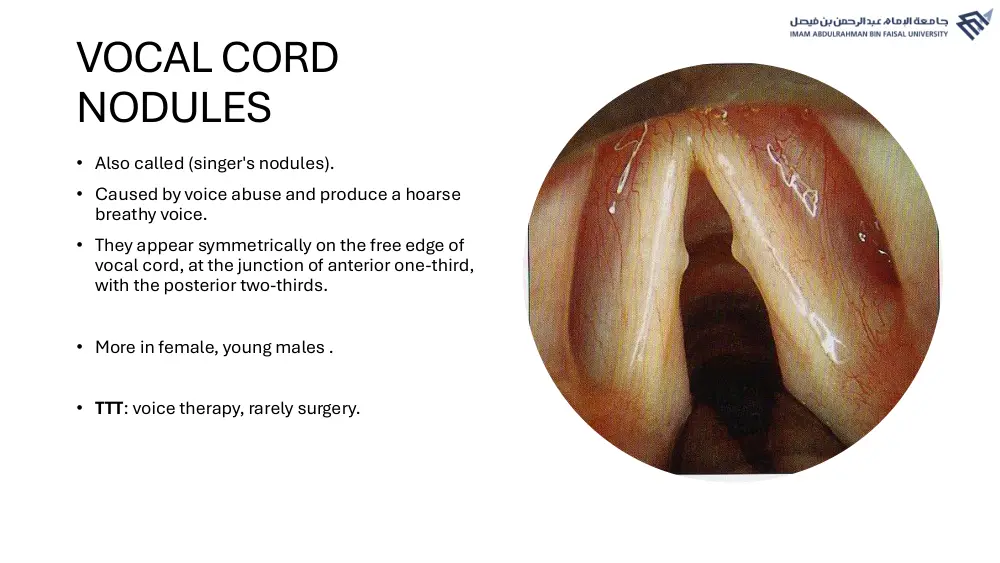 جامعة الإمام عبدالرحمن بن فيصل
IMAM ABDULRAHMAN BIN FAISAL UNIVERSITY
VOCAL CORD
NODULES
• Also called (singer's nodules).
• Caused by voice abuse and produce a hoarse
breathy voice.
• They appear symmetrically on the free edge of
vocal cord, at the junction of anterior one-third,
with the posterior two-thirds.
• More in female, young males .
• TTT: voice therapy, rarely surgery.